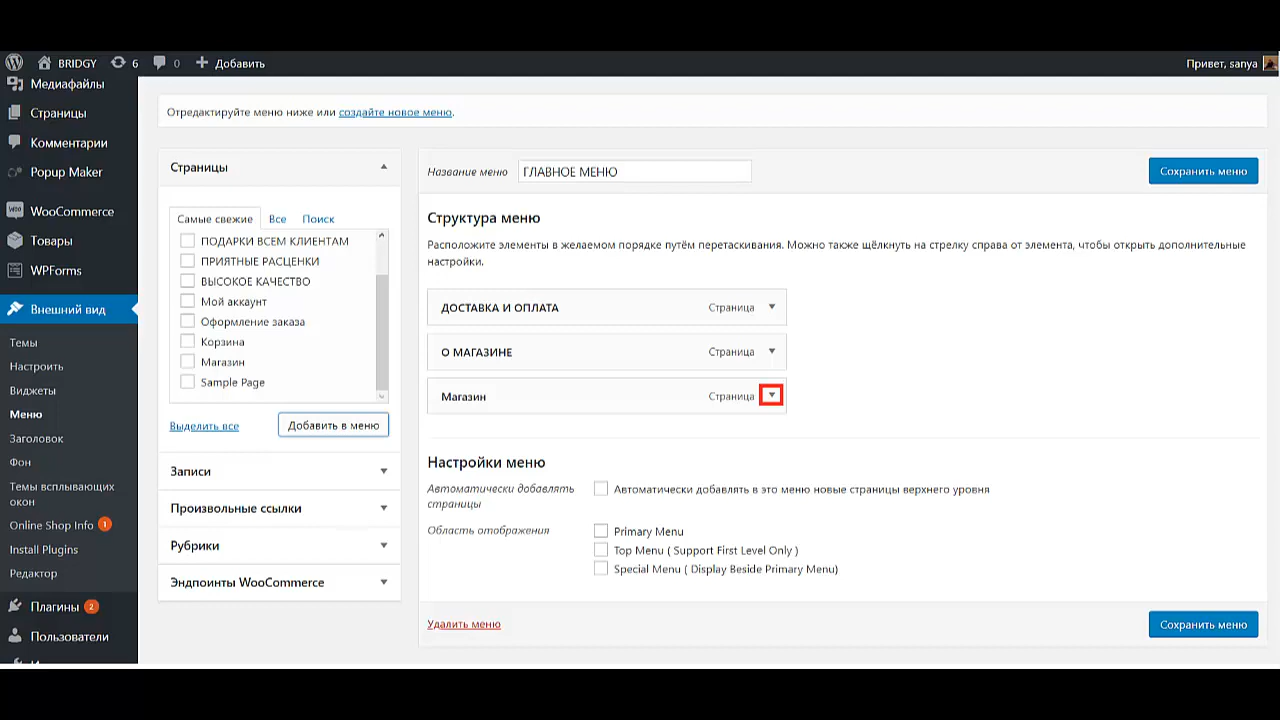 BRIDGY 6 0 Добавить Привет, sanya
Медиафайлы
Страницы
Комментарии
Popup Maker
WooCommerce
Товары
WPForms
Внешний вид
Темы
Настроить
Виджеты
Меню
Заголовок
Фон
Темы всплывающих
окон
Online Shop Info 1
Install Plugins
Редактор
Плагины 2
Пользователи
Отредактируйте меню ниже или создайте новое меню.
Страницы
Самые свежие Все Поиск
ПОДАРКИ ВСЕМ КЛИЕНТАМ
ПРИЯТНЫЕ РАСЦЕНКИ
ВЫСОКОЕ КАЧЕСТВО
Мой аккаунт
Оформление заказа
Корзина
Магазин
Sample Page
Выделить все Добавить в меню
Записи
Произвольные ссылки
Рубрики
Эндпоинты WooCommerce
Название меню ГЛАВНОЕ МЕНЮ Сохранить меню
Структура меню
Расположите элементы в желаемом порядке путём перетаскивания. Можно также щёлкнуть на стрелку справа от элемента, чтобы открыть дополнительные
настройки.
ДОСТАВКА И ОПЛАТА Страница
О МАГАЗИНЕ Страница
Магазин Страница
Настройки меню
Автоматически добавлять
страницы
Автоматически добавлять в это меню новые страницы верхнего уровня
Область отображения
Primary Menu
Top Menu ( Support First Level Only )
Special Menu ( Display Beside Primary Menu)
Удалить меню Сохранить меню